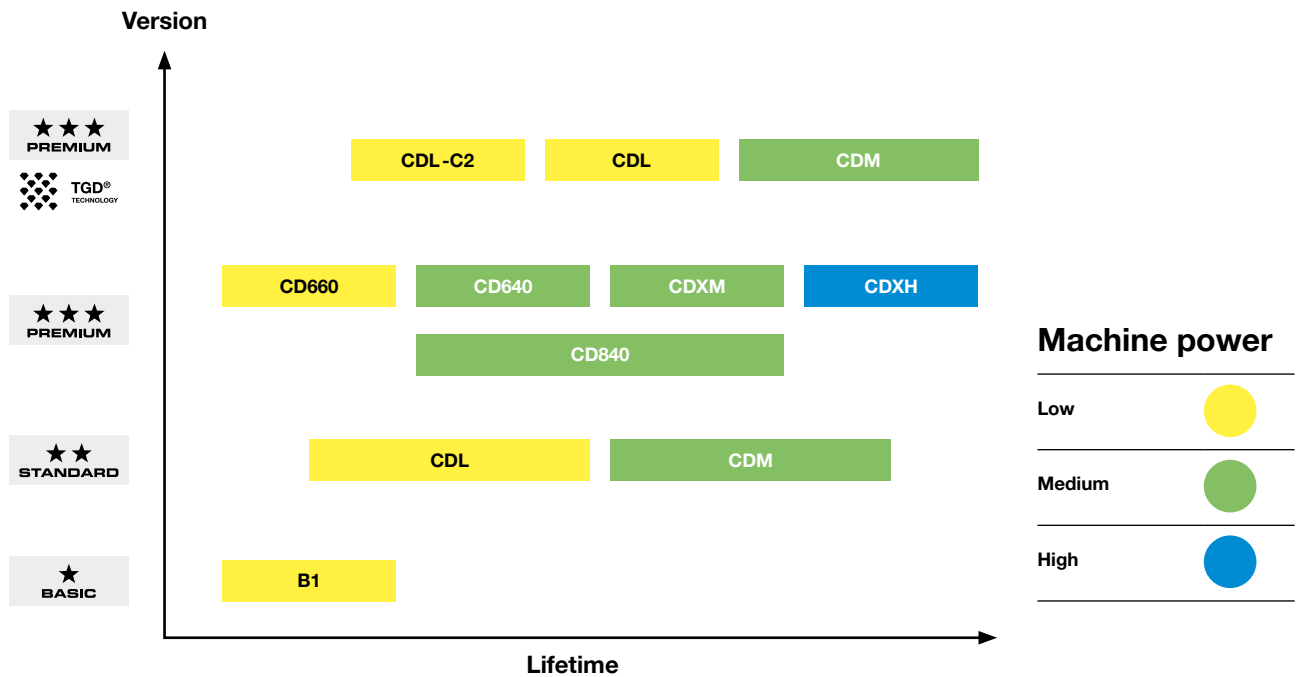 Version
PREMIUM
TGD®
TECHNOLOGY
CDL-C2 CDL CDM
PREMIUM
CD660 CD640 CDXM CDXH
CD840
STANDARD
CDL CDM
BASIC
B1
Lifetime
Machine power
Low
Medium
High